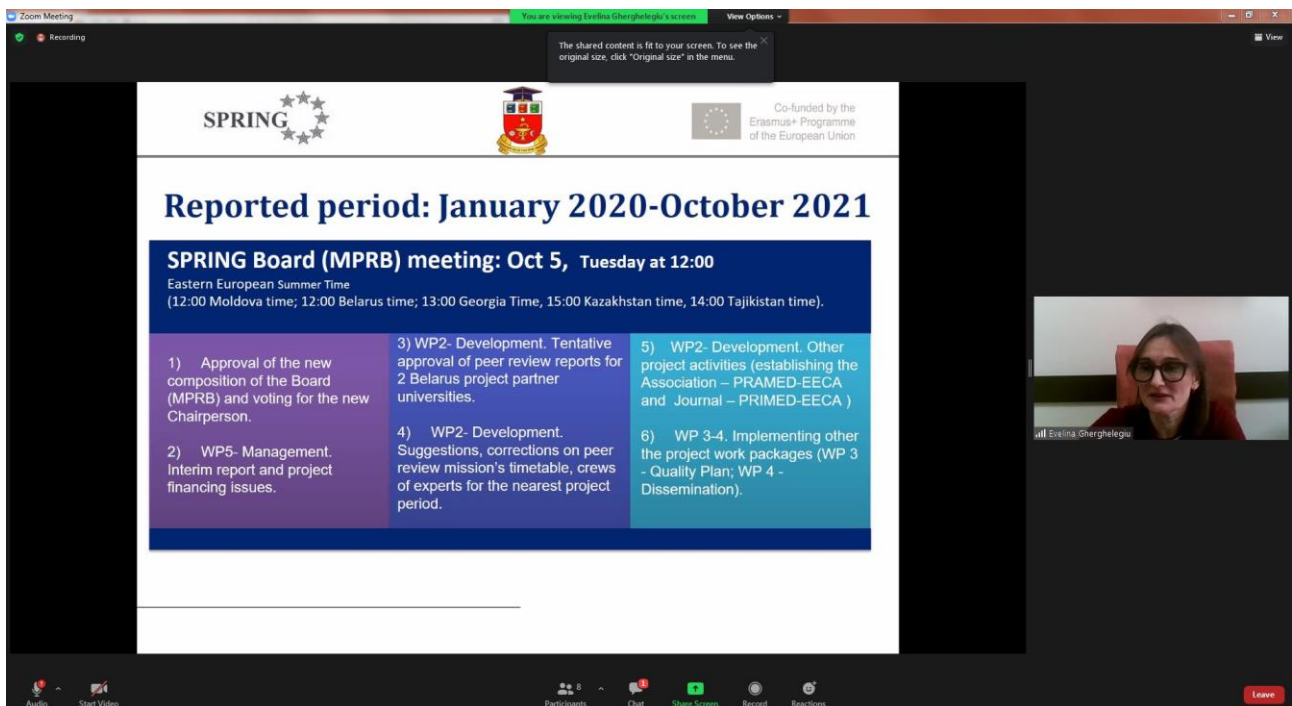 Zoom Meeting
You are viewing Evelina Gherghelegiu's screen
View Options
Recording
View
The shared content is fit to your screen. To see the
original size, click "Original size" in the menu.
SPRING
Co-funded by the
Erasmus+ Programme
of the European Union
Reported period: January 2020-October 2021
SPRING Board (MPRB) meeting: Oct 5, Tuesday at 12:00
Eastern European Summer Time
(12:00 Moldova time; 12:00 Belarus time; 13:00 Georgia Time, 15:00 Kazakhstan time, 14:00 Tajikistan time).
1) Approval of the new
composition of the Board
(MPRB) and voting for the new
Chairperson.
2) WP5- Management.
Interim report and project
financing issues.
3) WP2- Development. Tentative
approval of peer review reports for
2 Belarus project partner
universities.
4) WP2- Development.
Suggestions, corrections on peer
review mission's timetable, crews
of experts for the nearest project
period.
5) WP2- Development. Other
project activities (establishing the
Association – PRAMED-EECA
and Journal – PRIMED-EECA )
6) WP 3-4. Implementing other
the project work packages (WP 3
- Quality Plan; WP 4 -
Dissemination).
Evelina Gherghelegiu
Audio
Start Video
8
Participants
1
Chat
Share Screen
Record
Reactions
Leave